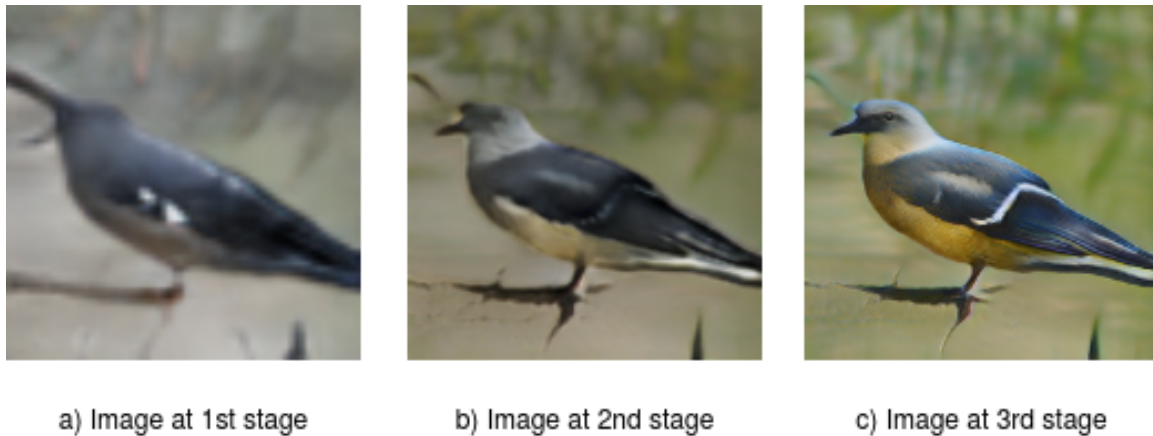 a) Image at 1st stage
b) Image at 2nd stage
c) Image at 3rd stage